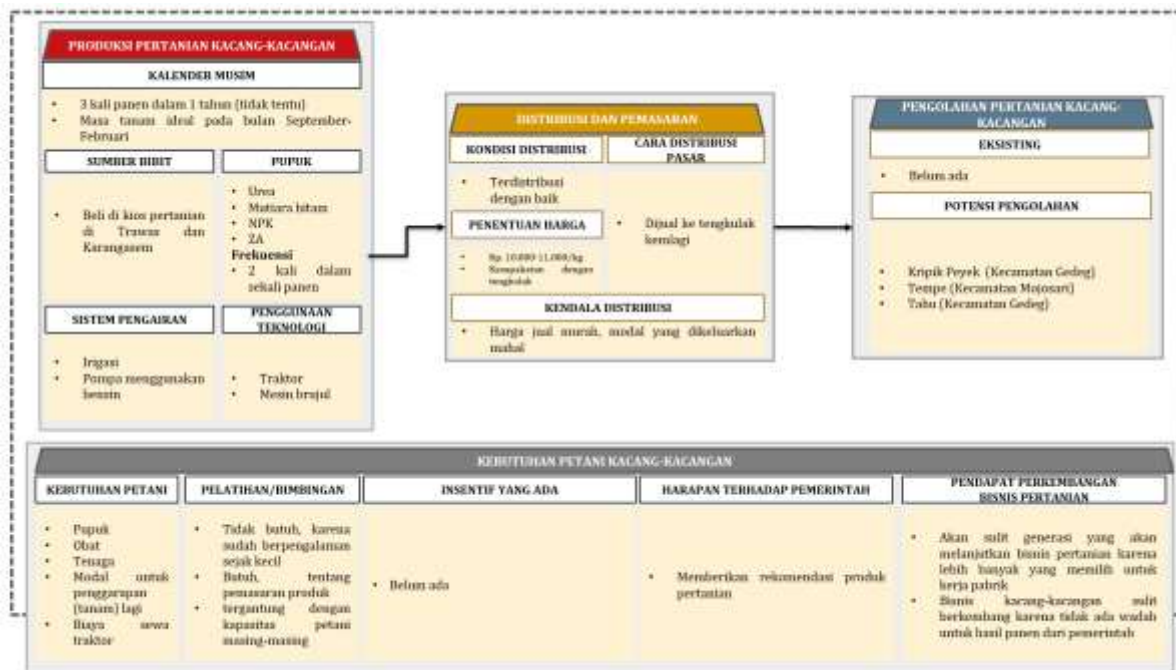 PRODUKSI PERTANIAN KACANG-KACANGAN
KALENDER MUSIM
• 3 kali panen dalam 1 tahun (tidak tentu)
• Masa tanam ideal pada bulan September-
Februari
SUMBER BIBIT
• Beli di kios pertanian
di Trawas dan
Karangasem
PUPUK
• Urea
• Mutiara hitam
• NPK
• ZA
Frekuensi
• 2 kali dalam
sekali panen
SISTEM PENGAIRAN
• Irigasi
• Pompa menggunakan
bensin
PENGGUNAAN
TEKNOLOGI
• Traktor
• Mesin brujul
DISTRIBUSI DAN PEMASARAN
KONDISI DISTRIBUSI
• Terdistribusi
dengan baik
PENENTUAN HARGA
• Rp. 10.000-11.000/kg
• Kesepakatan dengan
tengkulak
CARA DISTRIBUSI
PASAR
• Dijual ke tengkulak
kemlagi
KENDALA DISTRIBUSI
• Harga jual murah, modal yang dikeluarkan
mahal
PENGOLAHAN PERTANIAN KACANG-
KACANGAN
EKSISTING
• Belum ada
POTENSI PENGOLAHAN
• Kripik Peyek (Kecamatan Gedeg)
• Tempe (Kecamatan Mojosari)
• Tahu (Kecamatan Gedeg)
KEBUTUHAN PETANI KACANG-KACANGAN
KEBUTUHAN PETANI
• Pupuk
• Obat
• Tenaga
• Modal untuk
penggarapan
(tanam) lagi
• Biaya sewa
traktor
PELATIHAN/BIMBINGAN
• Tidak butuh, karena
sudah berpengalaman
sejak kecil
• Butuh, tentang
pemasaran produk
• tergantung dengan
kapasitas petani
masing-masing
INSENTIF YANG ADA
• Belum ada
HARAPAN TERHADAP PEMERINTAH
• Memberikan rekomendasi produk
pertanian
PENDAPAT PERKEMBANGAN
BISNIS PERTANIAN
• Akan sulit generasi yang akan
melanjutkan bisnis pertanian karena
lebih banyak yang memilih untuk
kerja pabrik
• Bisnis kacang-kacangan sulit
berkembang karena tidak ada wadah
untuk hasil panen dari pemerintah